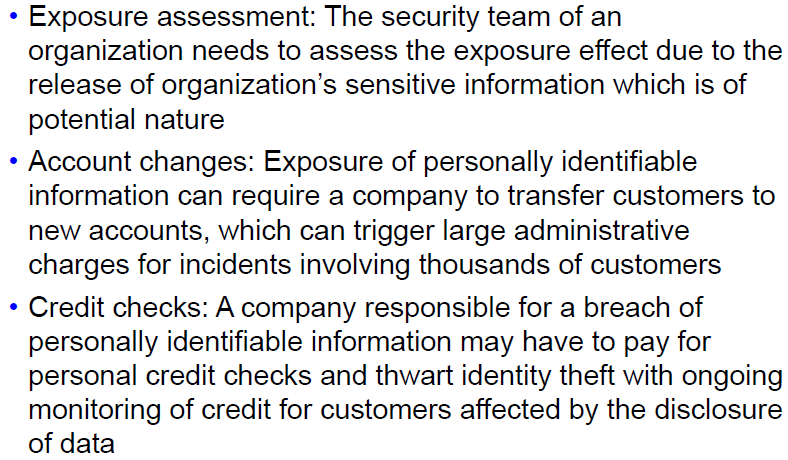 • Exposure assessment: The security team of an
organization needs to assess the exposure effect due to the
release of organization’s sensitive information which is of
potential nature
• Account changes: Exposure of personally identifiable
information can require a company to transfer customers to
new accounts, which can trigger large administrative
charges for incidents involving thousands of customers
• Credit checks: A company responsible for a breach of
personally identifiable information may have to pay for
personal credit checks and thwart identity theft with ongoing
monitoring of credit for customers affected by the disclosure
of data